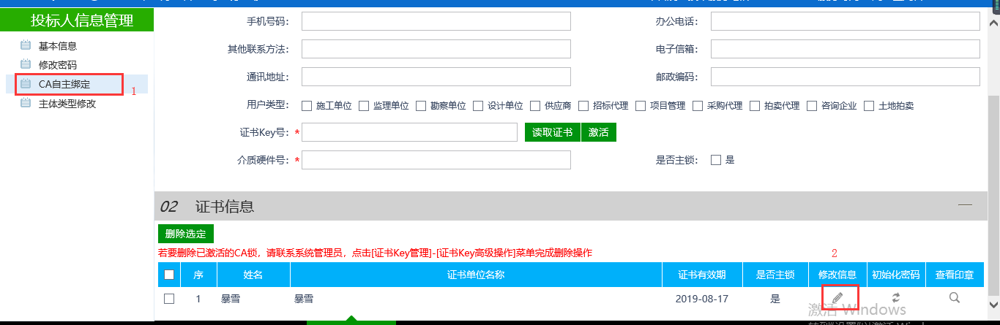 投标人信息管理
基本信息
修改密码
CA自主绑定
1
主体类型修改
手机号码：
办公电话：
其他联系方法：
电子信箱：
通讯地址：
邮政编码：
用户类型： 施工单位 监理单位 勘察单位 设计单位 供应商 招标代理 项目管理 采购代理 拍卖代理 咨询企业 土地拍卖
证书Key号：* 读取证书 激活
介质硬件号：* 是否主锁： 是
02 证书信息
删除选定
若要删除已激活的CA锁，请联系系统管理员，点击[证书Key管理]-[证书Key高级操作]菜单完成删除操作
2
序 姓名 证书单位名称 证书有效期 是否主锁 修改信息 初始化密码 查看印章
1 暴雪 暴雪 2019-08-17 是
激活 Windows